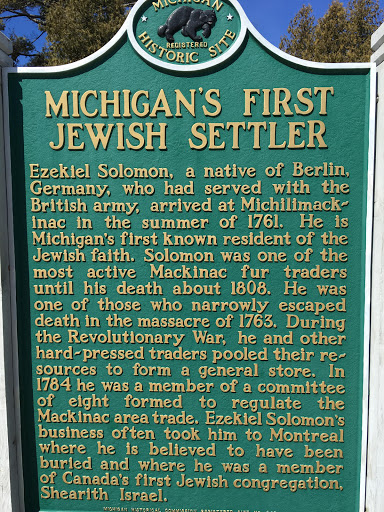 MICHIGAN
REGISTERED
HISTORIC SITE
MICHIGAN'S FIRST
JEWISH SETTLER
Ezekiel Solomon, a native of Berlin,
Germany, who had served with the
British army, arrived at Michilimack-
inac in the summer of 1761. He is
Michigan's first known resident of the
Jewish faith. Solomon was one of the
most active Mackinac fur traders
until his death about 1808. He was
one of those who narrowly escaped
death in the massacre of 1763. During
the Revolutionary War, he and other
hard-pressed traders pooled their re-
sources to form a general store. In
1784 he was a member of a committee
of eight formed to regulate the
Mackinac area trade. Ezekiel Solomon's
business often took him to Montreal
where he is believed to have been
buried and where he was a member
of Canada's first Jewish congregation,
Shearith Israel.
MICHIGAN HISTORICAL COMMISSION REGISTERED